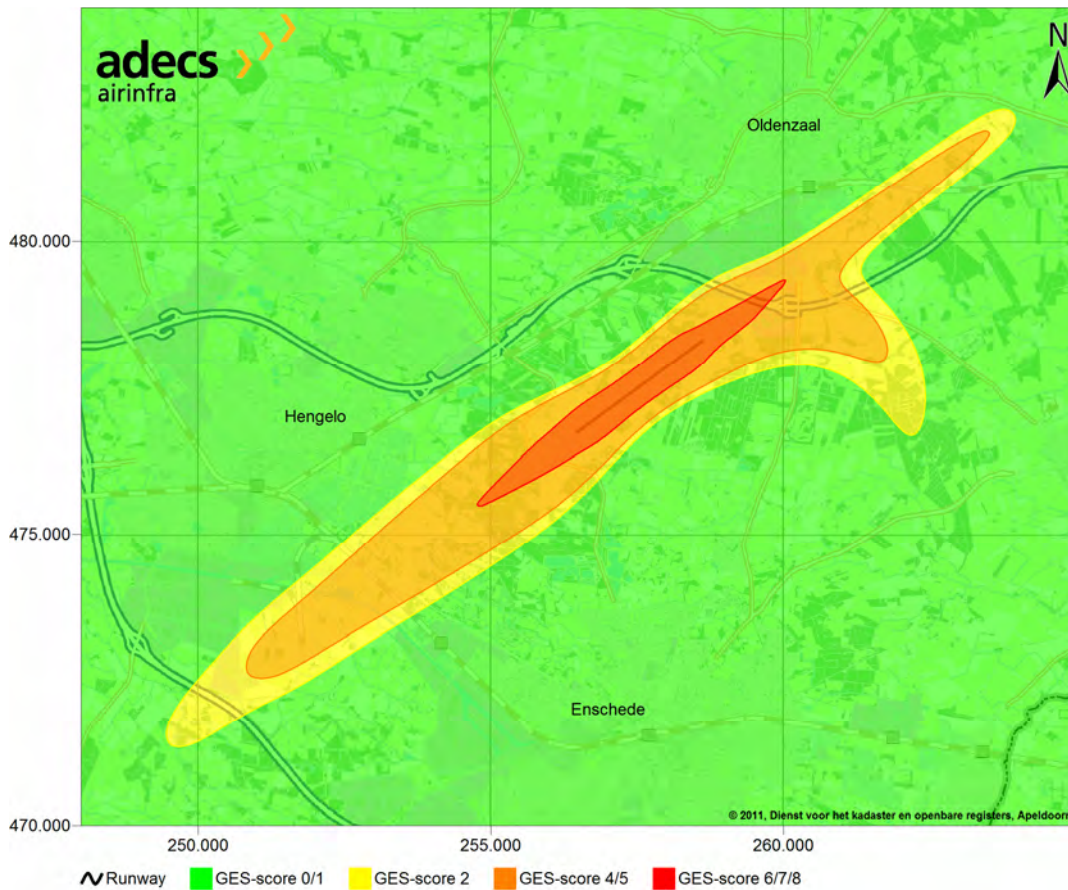 adecs
airinfra
N
Oldenzaal
480.000
Hengelo
475.000
Enschede
470.000
© 2011, Dienst voor het kadaster en openbare registers, Apeldoorn
250.000 255.000 260.000
Runway GES-score 0/1 GES-score 2 GES-score 4/5 GES-score 6/7/8